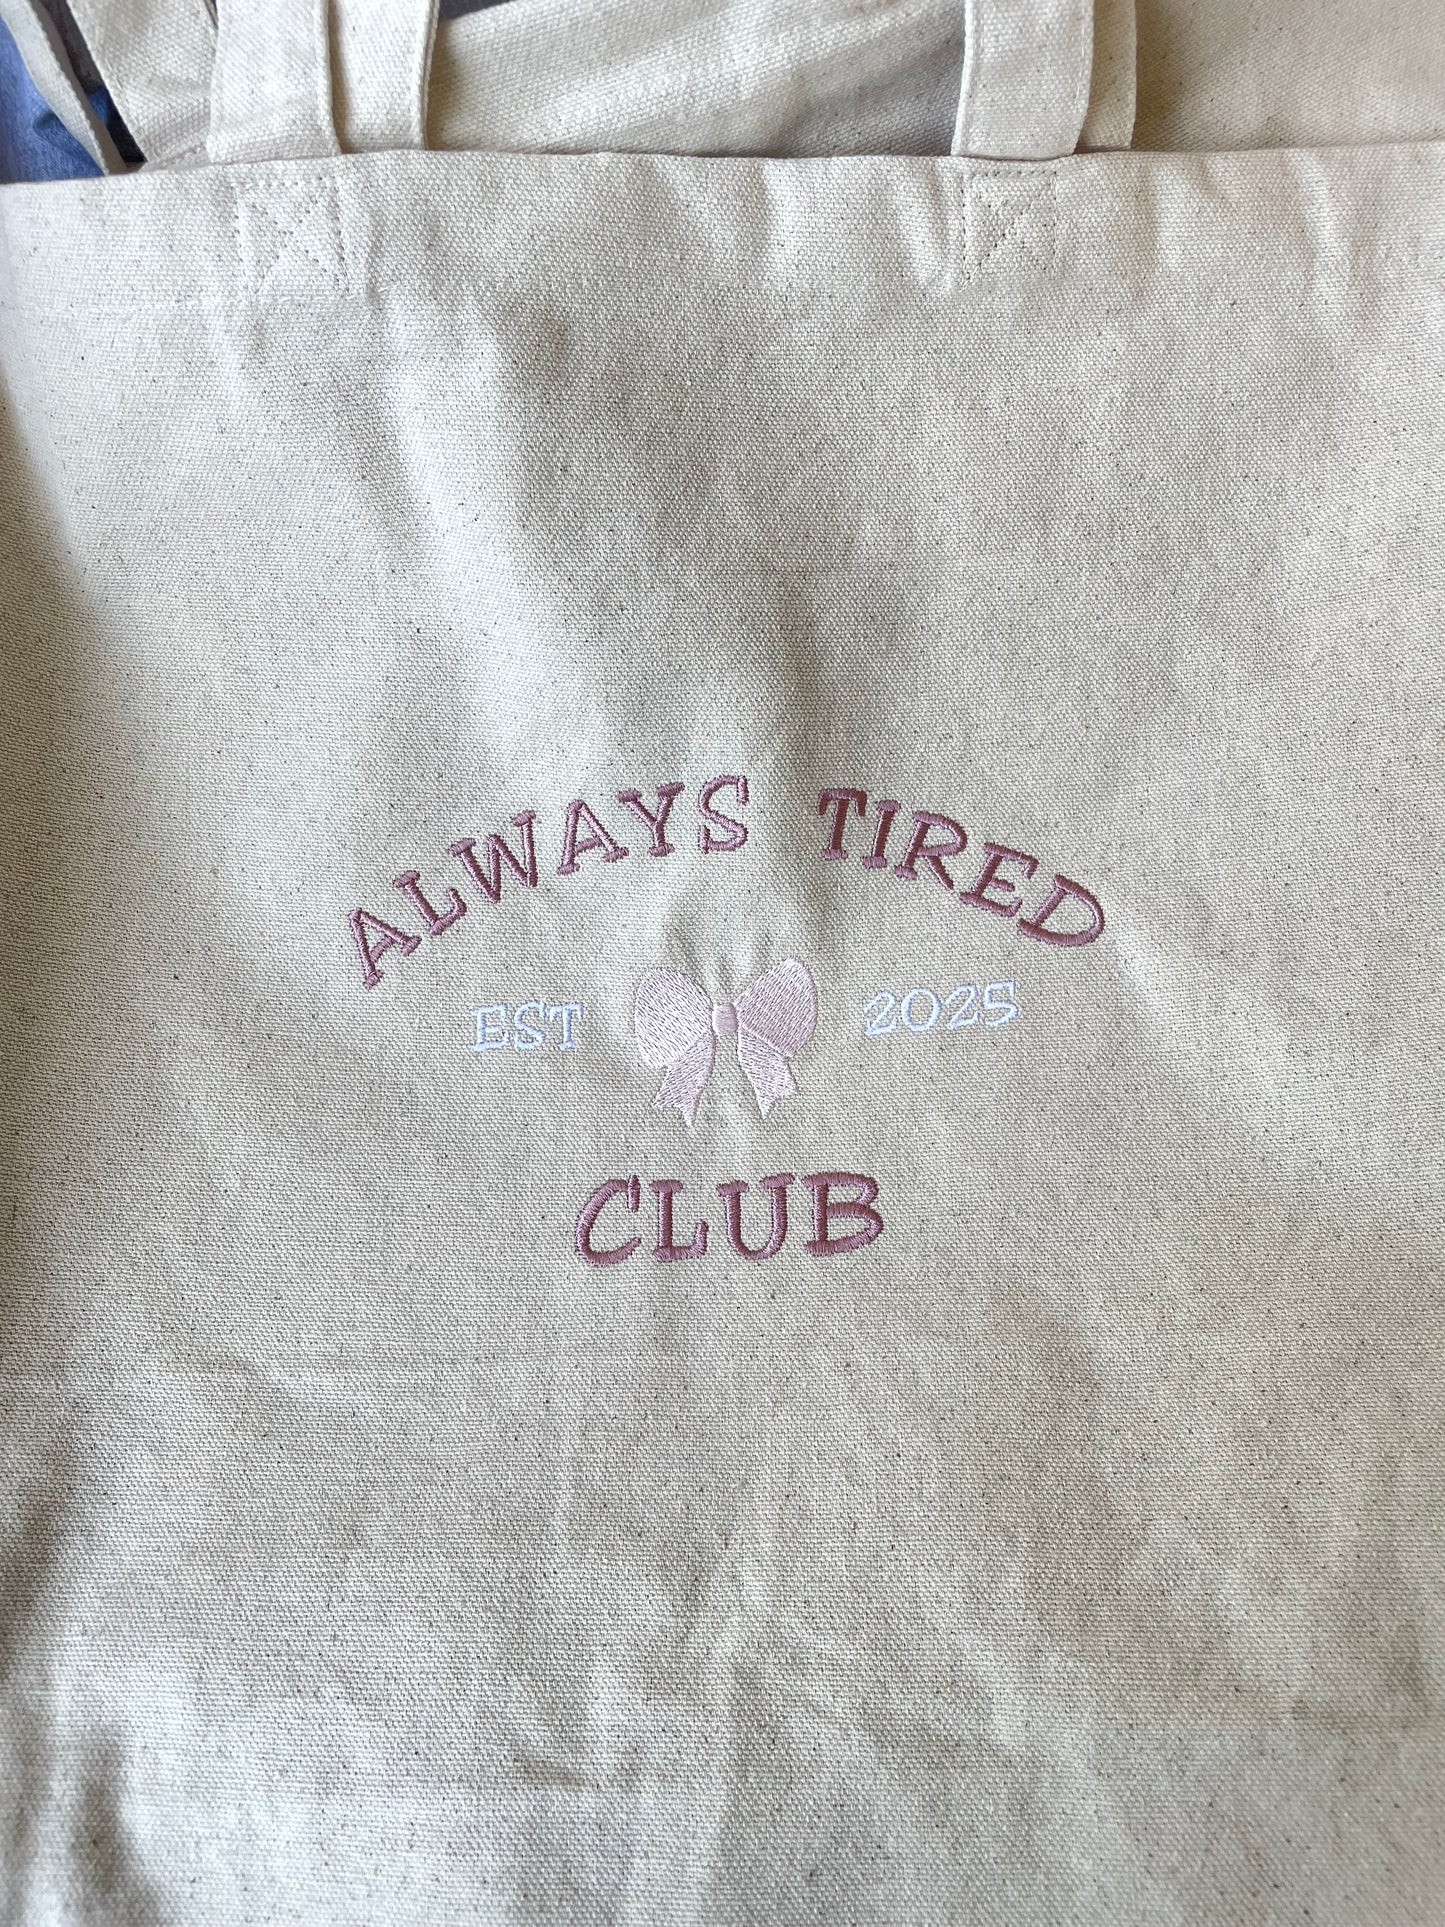 ALWAYS TIRED
EST 2025
CLUB